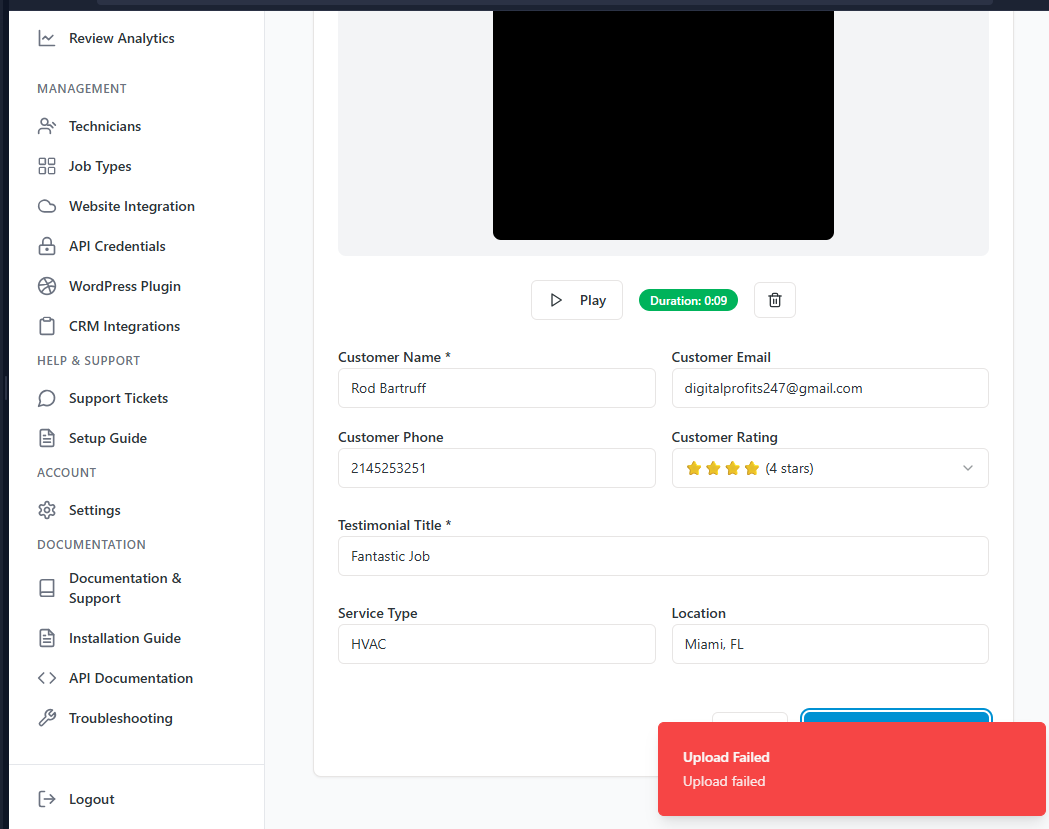 Review Analytics
MANAGEMENT
Technicians
Job Types
Website Integration
API Credentials
WordPress Plugin
CRM Integrations
HELP & SUPPORT
Support Tickets
Setup Guide
ACCOUNT
Settings
DOCUMENTATION
Documentation &
Support
Installation Guide
API Documentation
Troubleshooting
Logout
Play
Duration: 0:09
Customer Name *
Customer Email
Rod Bartruff
digitalprofits247@gmail.com
Customer Phone
Customer Rating
2145253251
(4 stars)
Testimonial Title *
Fantastic Job
Service Type
Location
HVAC
Miami, FL
Upload Failed
Upload failed